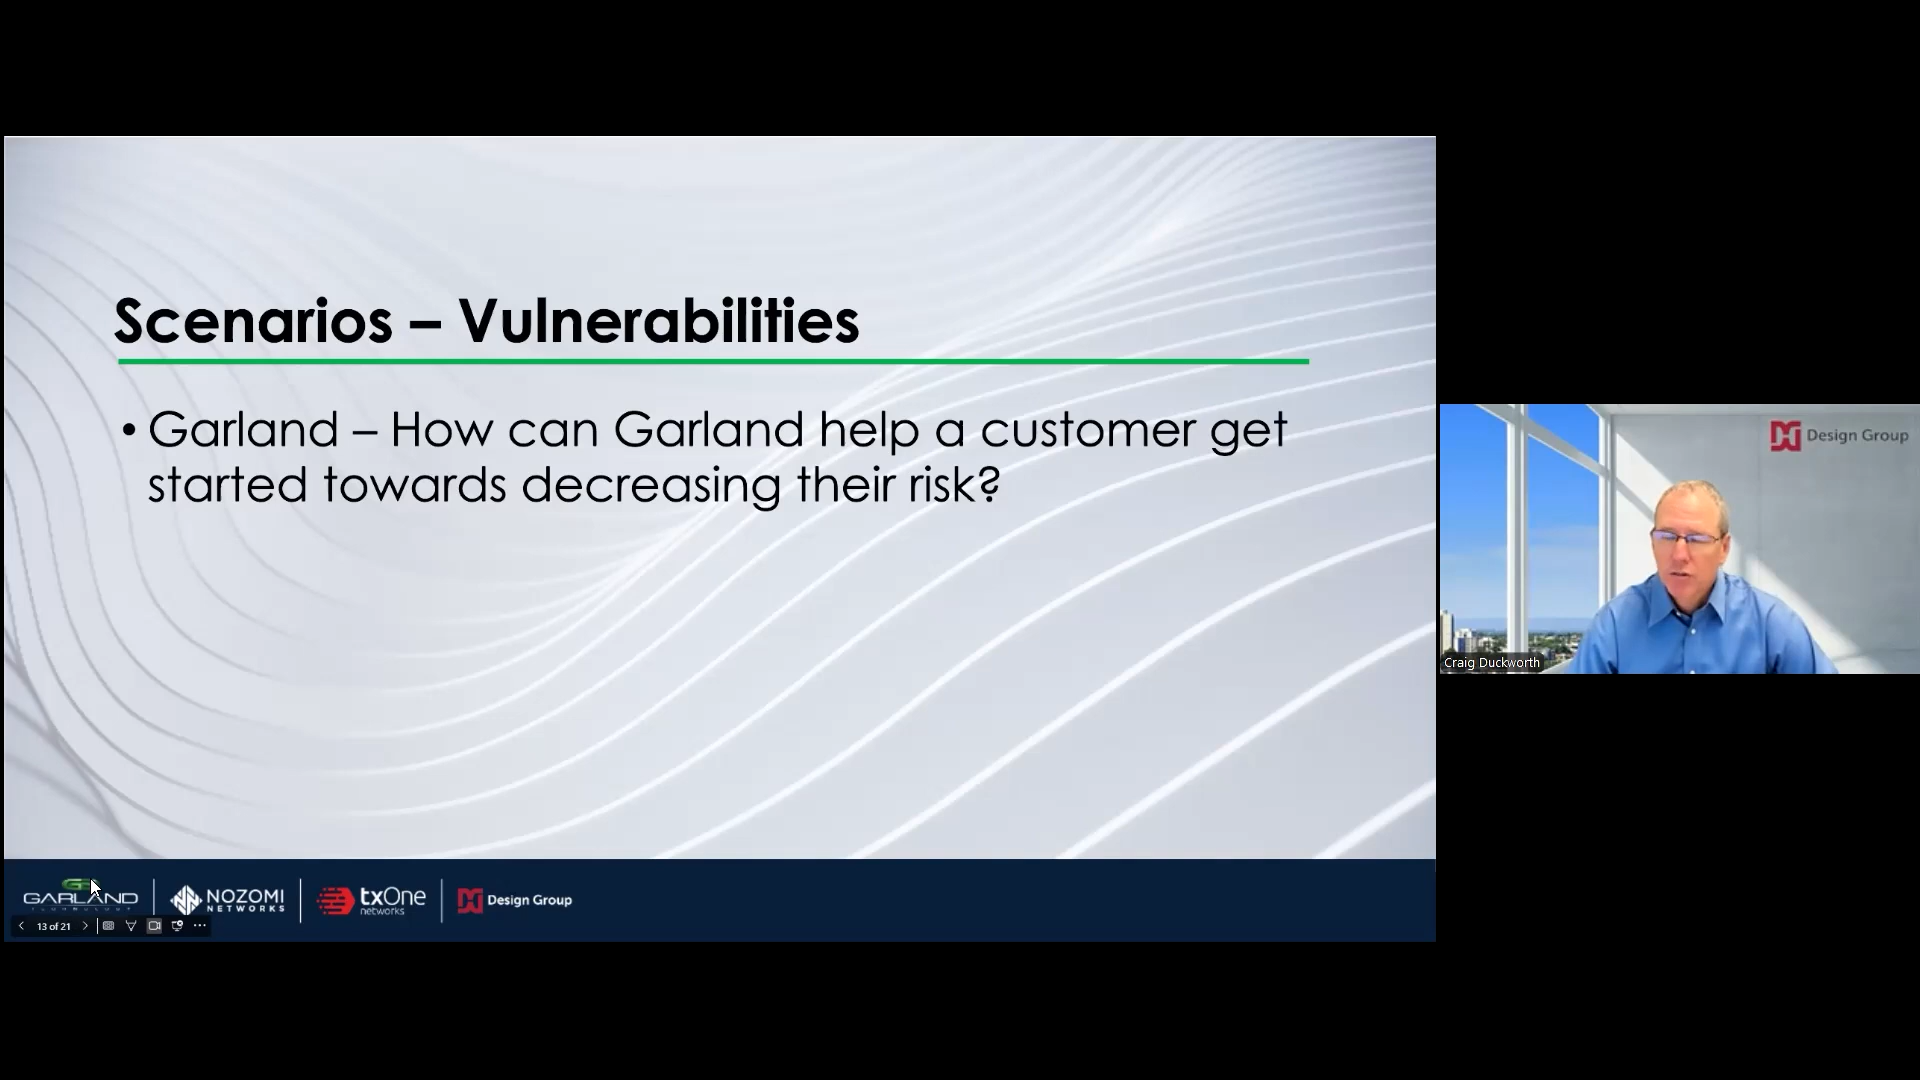 Scenarios – Vulnerabilities
• Garland – How can Garland help a customer get
started towards decreasing their risk?
Design Group
Craig Duckworth
GARLAND
TECHNOLOGY
NOZOMI
NETWORKS
txOne
networks
Design Group
13 of 21